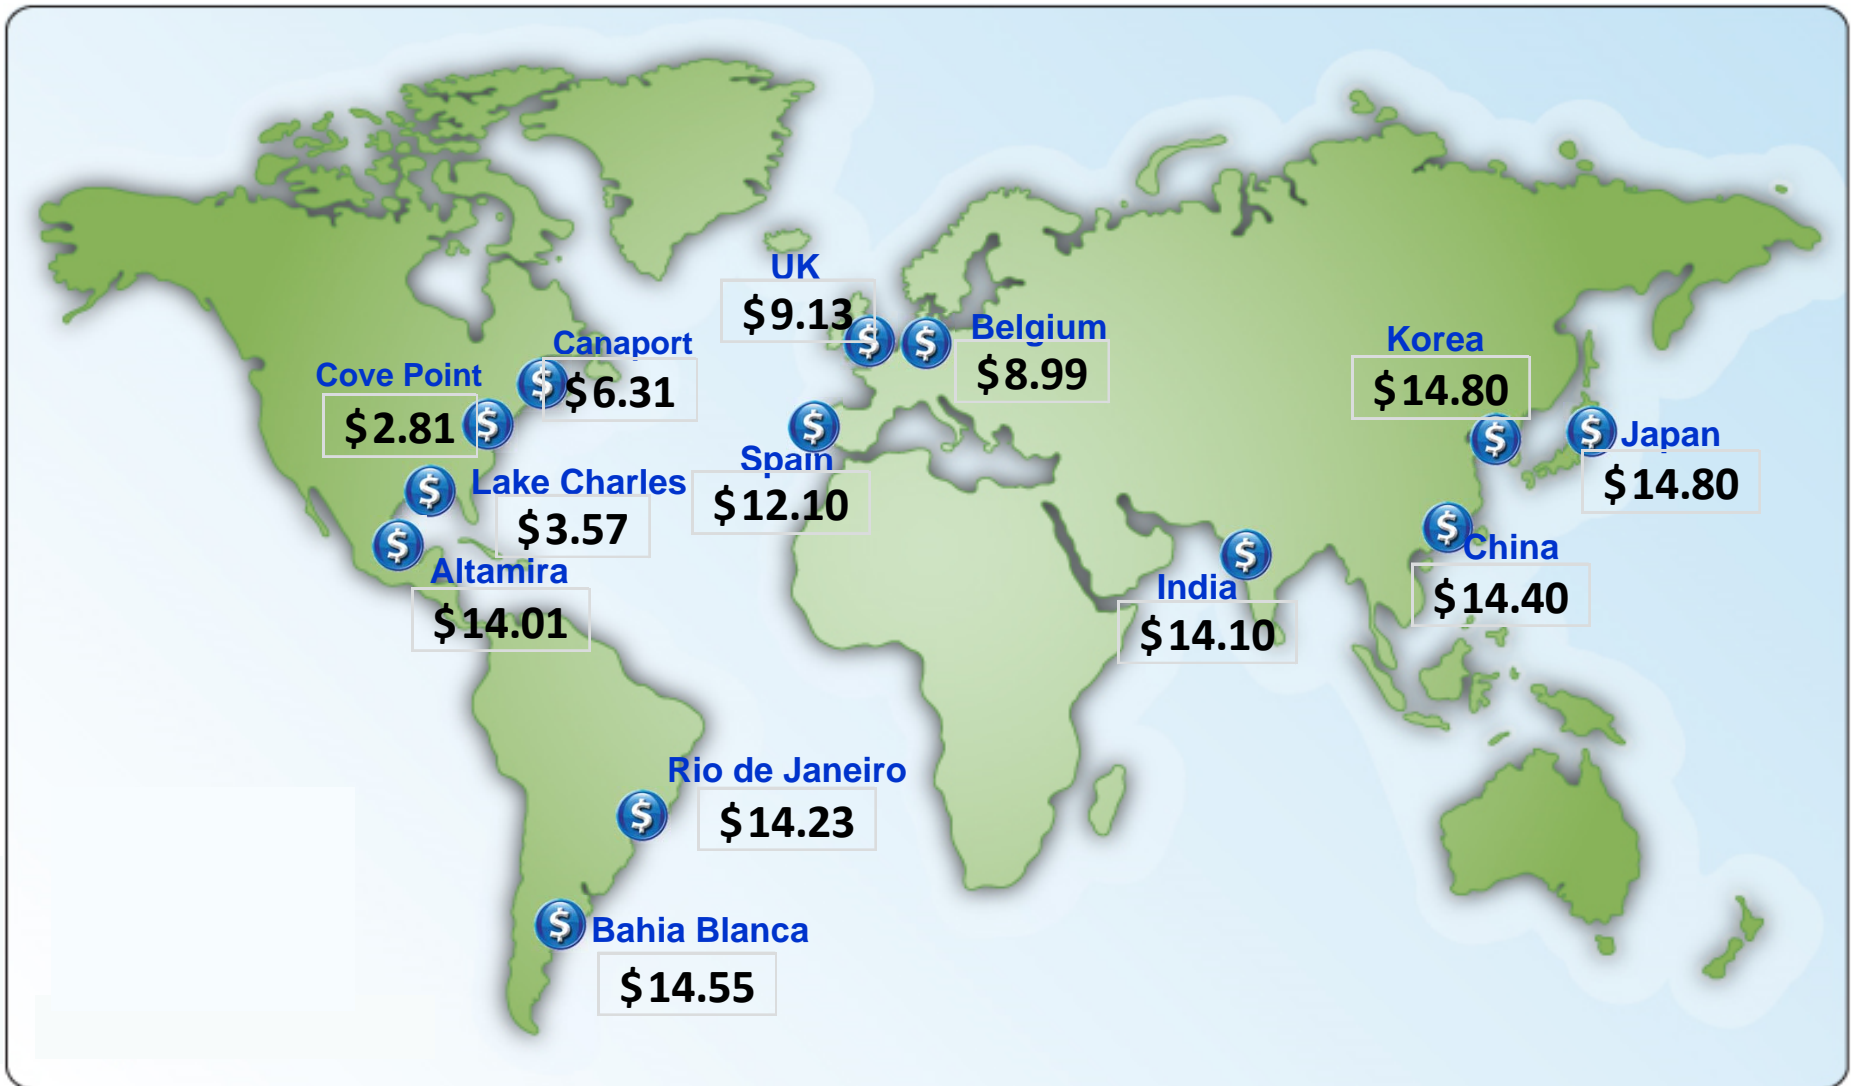 UK
$9.13
Belgium
$8.99
Canaport
$6.31
Cove Point
$2.81
Korea
$14.80
Japan
$14.80
Spain
$12.10
Lake Charles
$3.57
China
$14.40
Altamira
$14.01
India
$14.10
Rio de Janeiro
$14.23
Bahia Blanca
$14.55